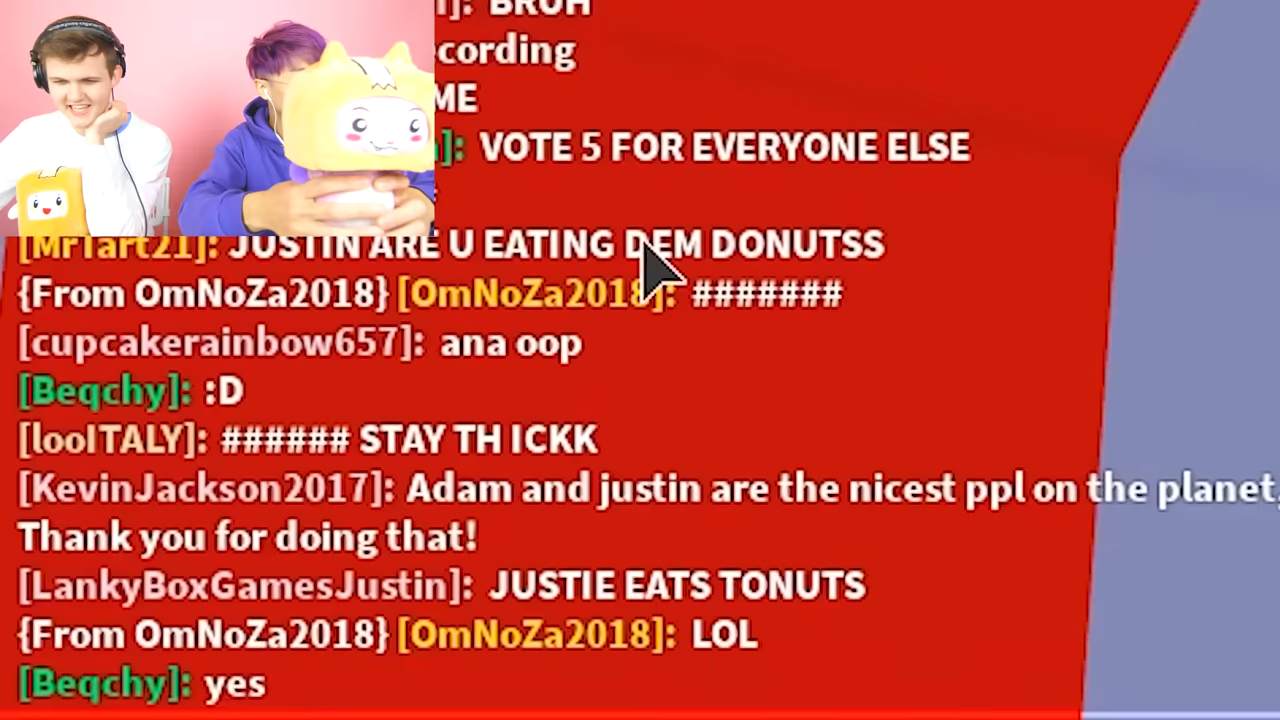 BRUH
cording
ME
]: VOTE 5 FOR EVERYONE ELSE
[MrTart21]: JUSTIN ARE U EATING DEM DONUTSS
{From OmNoZa2018} [OmNoZa2018]: #######
[cupcakerainbow657]: ana oop
[Beqchy]: :D
[looITALY]: ###### STAY TH ICKK
[KevinJackson2017]: Adam and justin are the nicest ppl on the planet,
Thank you for doing that!
[LankyBoxGamesJustin]: JUSTIE EATS TONUTS
{From OmNoZa2018} [OmNoZa2018]: LOL
[Beqchy]: yes